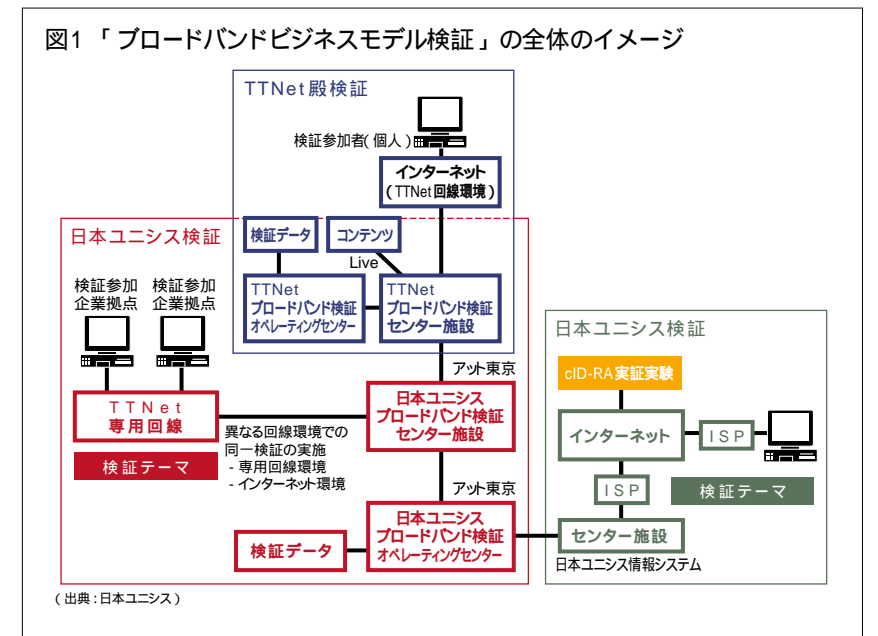 図1 「ブロードバンドビジネスモデル検証」の全体のイメージ
TTNet殿検証
検証参加者(個人)
インターネット
(TTNet回線環境)
日本ユニシス検証
検証データ
コンテンツ
Live
検証参加
企業拠点
検証参加
企業拠点
TTNet
ブロードバンド検証
オペレーティングセンター
TTNet
ブロードバンド検証
センター施設
アット東京
TTNet
専用回線
検証テーマ
異なる回線環境での
同一検証の実施
- 専用回線環境
- インターネット環境
日本ユニシス
ブロードバンド検証
センター施設
アット東京
検証データ
日本ユニシス
ブロードバンド検証
オペレーティングセンター
日本ユニシス検証
cID-RA実証実験
インターネット
ISP
ISP
検証テーマ
センター施設
日本ユニシス情報システム
(出典:日本ユニシス)